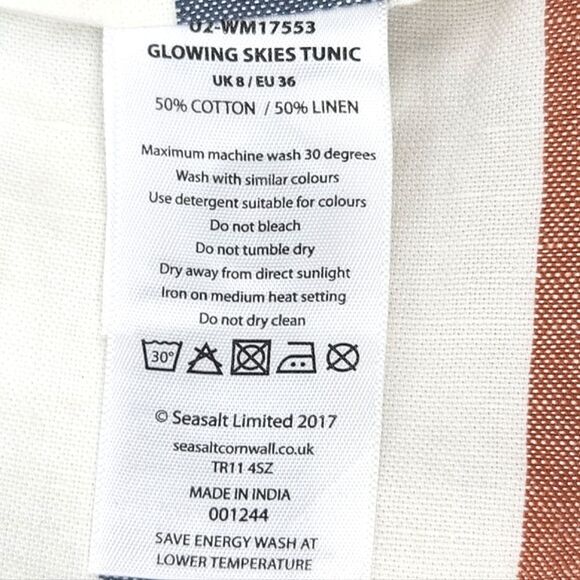 02-WM17553
GLOWING SKIES TUNIC
UK 8 / EU 36
50% COTTON / 50% LINEN
Maximum machine wash 30 degrees
Wash with similar colours
Use detergent suitable for colours
Do not bleach
Do not tumble dry
Dry away from direct sunlight
Iron on medium heat setting
Do not dry clean
30°
© Seasalt Limited 2017
seasaltcornwall.co.uk
TR11 4SZ
MADE IN INDIA
001244
SAVE ENERGY WASH AT
LOWER TEMPERATURE